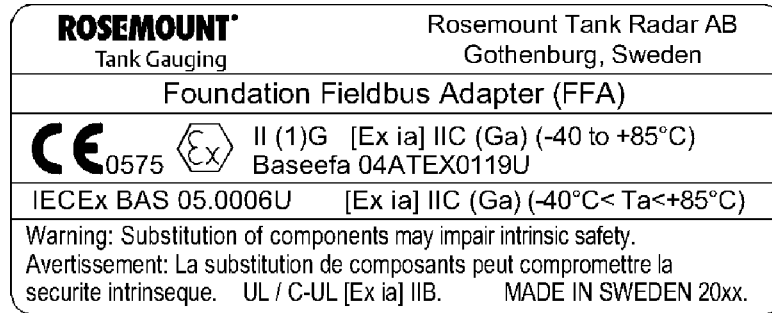 ROSEMOUNT
Tank Gauging
Rosemount Tank Radar AB
Gothenburg, Sweden
Foundation Fieldbus Adapter (FFA)
CE 0575 Ex II (1)G [Ex ia] IIC (Ga) (-40 to +85°C)
Baseefa 04ATEX0119U
IECEx BAS 05.0006U [Ex ia] IIC (Ga) (-40°C< Ta<+85°C)
Warning: Substitution of components may impair intrinsic safety.
Avertissement: La substitution de composants peut compromettre la
securite intrinseque. UL / C-UL [Ex ia] IIB. MADE IN SWEDEN 20xx.